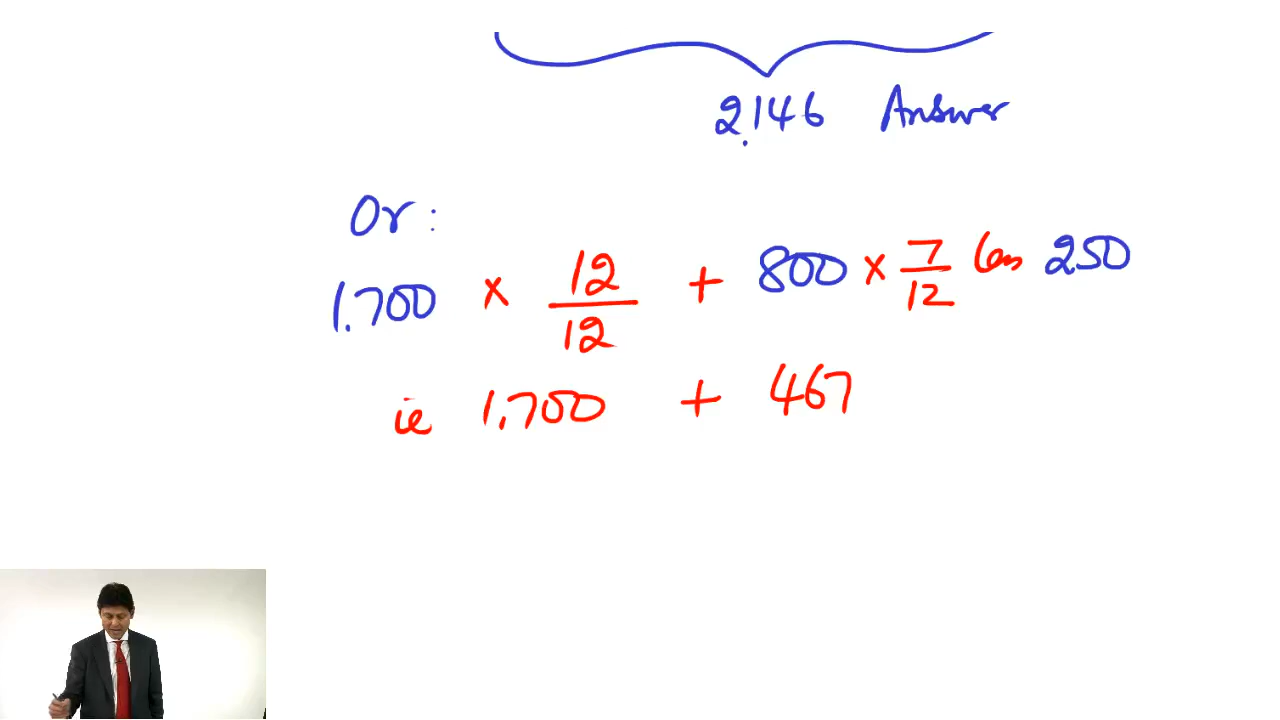 2.146 Answer
Or :
1.700 × 12/12 + 800 × 7/12 less 250
ie 1.700 + 467